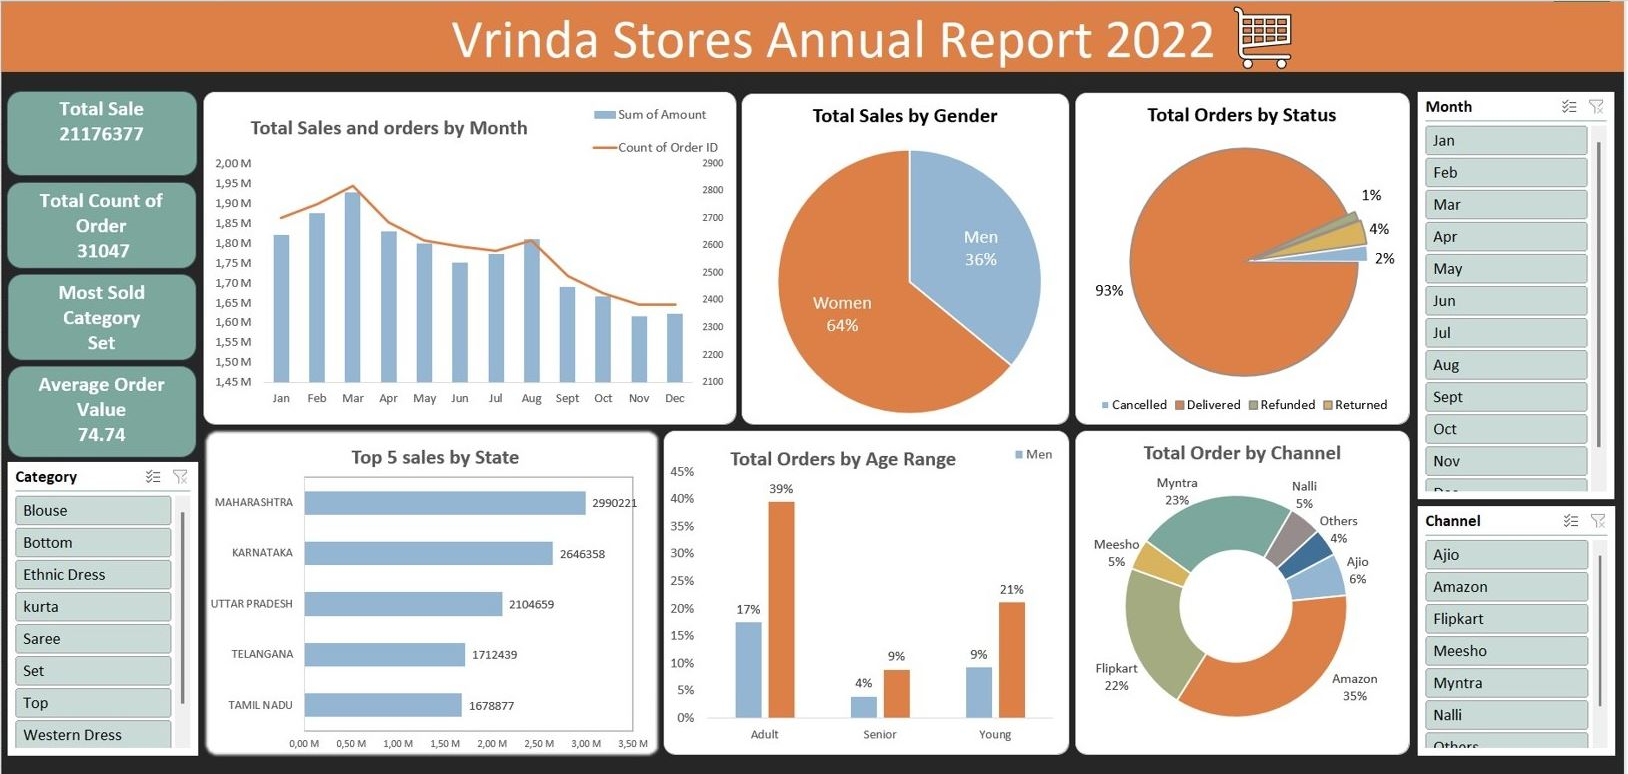 Vrinda Stores Annual Report 2022
Total Sale
21176377
Total Count of
Order
31047
Most Sold
Category
Set
Average Order
Value
74.74
Category
Blouse
Bottom
Ethnic Dress
kurta
Saree
Set
Top
Western Dress
Total Sales and orders by Month
Sum of Amount
Count of Order ID
2,00 M
1,95 M
1,90 M
1,85 M
1,80 M
1,75 M
1,70 M
1,65 M
1,60 M
1,55 M
1,50 M
1,45 M
2900
2800
2700
2600
2500
2400
2300
2200
2100
Jan Feb Mar Apr May Jun Jul Aug Sept Oct Nov Dec
Total Sales by Gender
Men
36%
Women
64%
Total Orders by Status
1%
4%
2%
93%
Cancelled Delivered Refunded Returned
Top 5 sales by State
MAHARASHTRA 2990221
KARNATAKA 2646358
UTTAR PRADESH 2104659
TELANGANA 1712439
TAMIL NADU 1678877
0,00 M 0,50 M 1,00 M 1,50 M 2,00 M 2,50 M 3,00 M 3,50 M
Total Orders by Age Range
Men
45%
40%
35%
30%
25%
20%
15%
10%
5%
0%
17% 39%
4% 9%
9% 21%
Adult Senior Young
Total Order by Channel
Myntra
23%
Nalli
5%
Others
4%
Ajio
6%
Meesho
5%
Flipkart
22%
Amazon
35%
Month
Jan
Feb
Mar
Apr
May
Jun
Jul
Aug
Sept
Oct
Nov
Channel
Ajio
Amazon
Flipkart
Meesho
Myntra
Nalli
Others